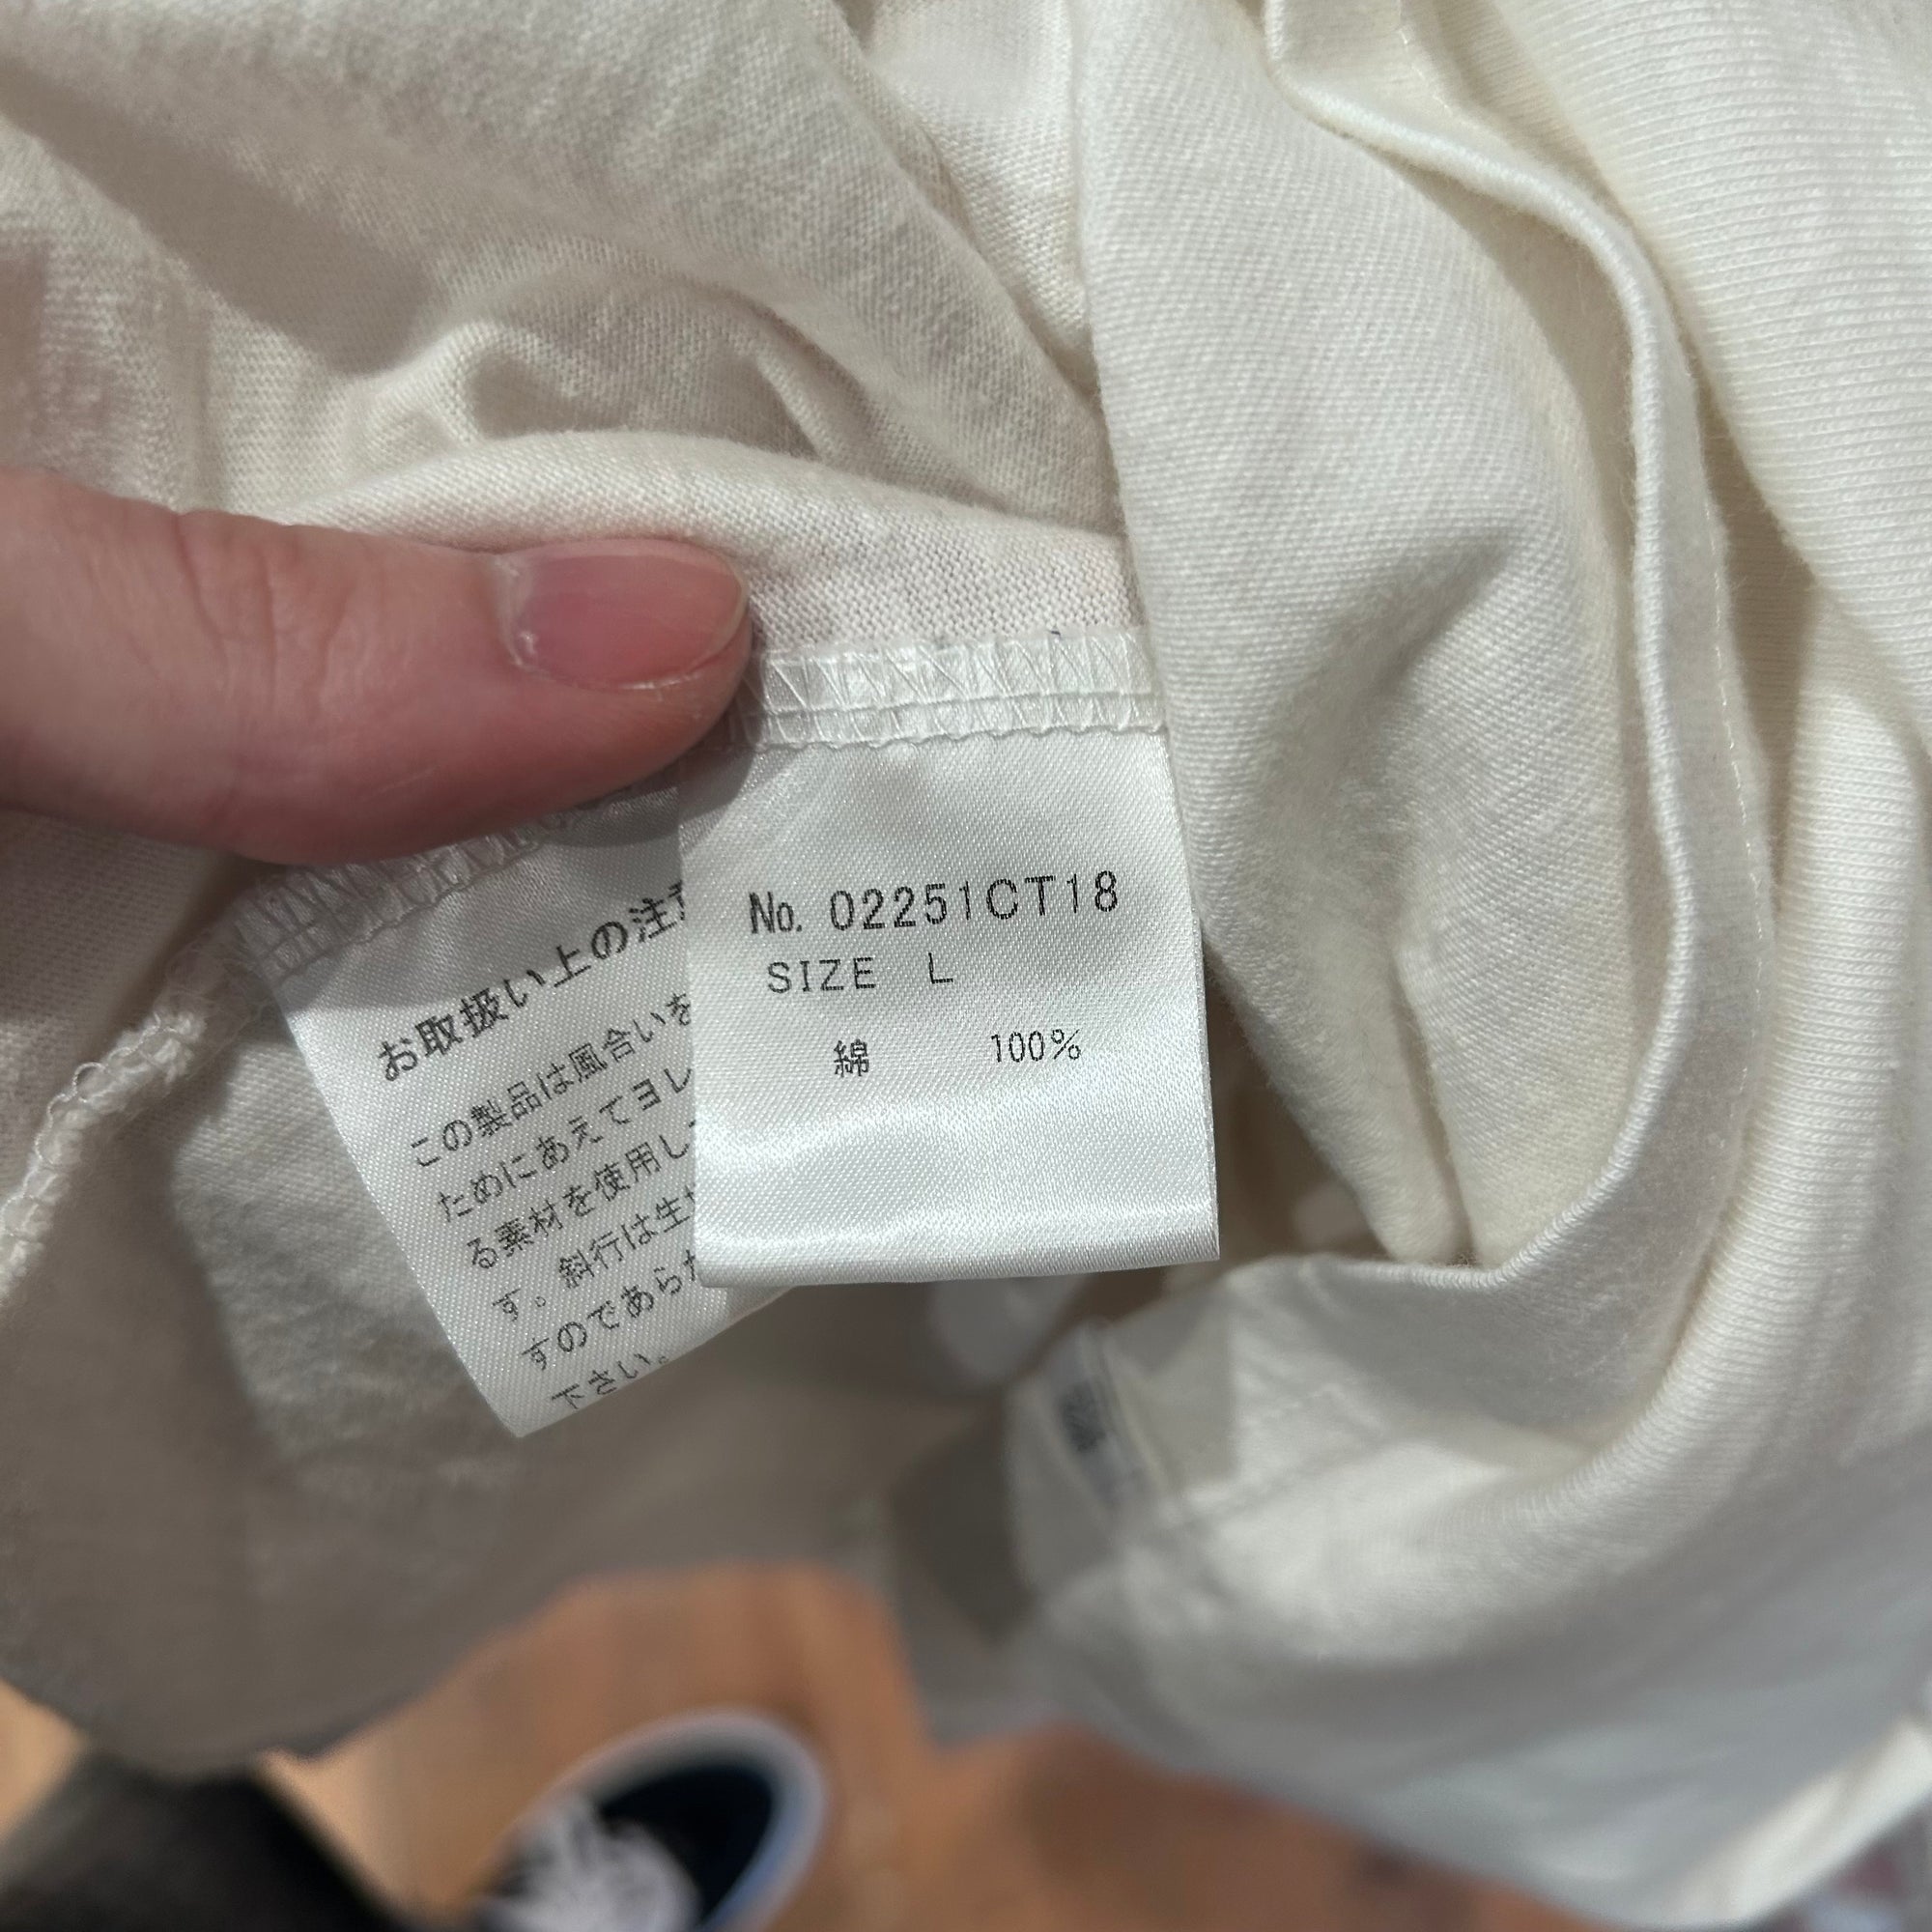 No. 02251CT18
SIZE L
綿 100%
お取扱い上の注
この製品は風合いを
ためにあえてヨレ
る素材を使用し
す。斜行は生
すのであら
下さい。